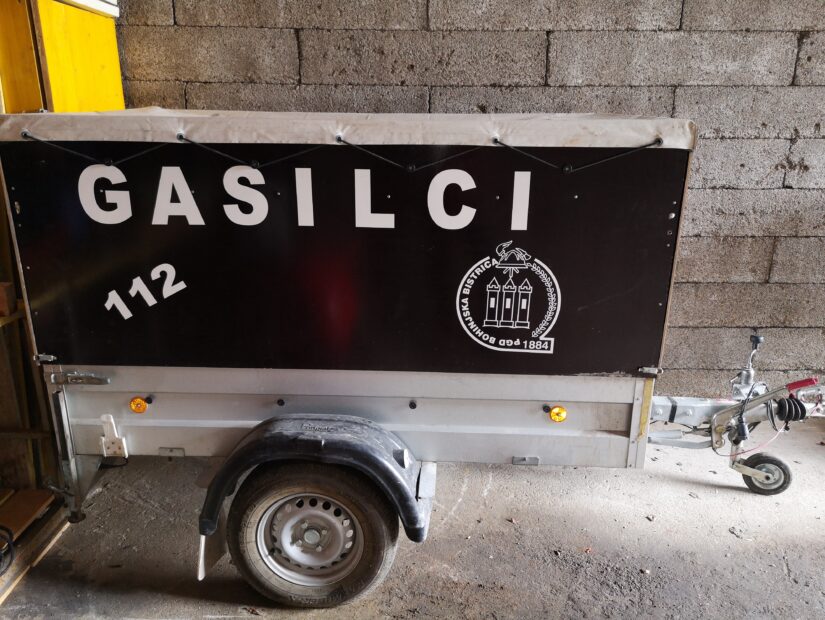 GASILCI
112
PGD BOHINJSKA BISTRICA
1884